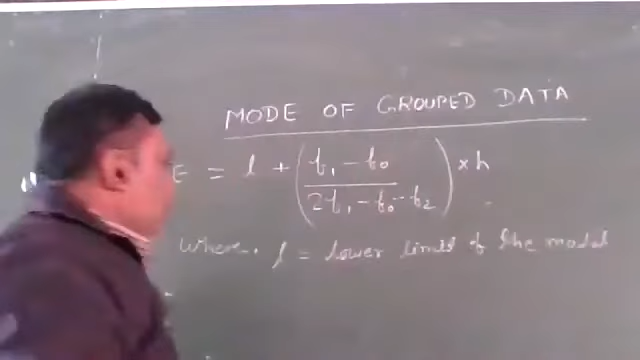 MODE OF GROUPED DATA
E = l + (f₁ - f₀ / 2f₁ - f₀ - f₂) × h
Where. l = lower limit of the modal